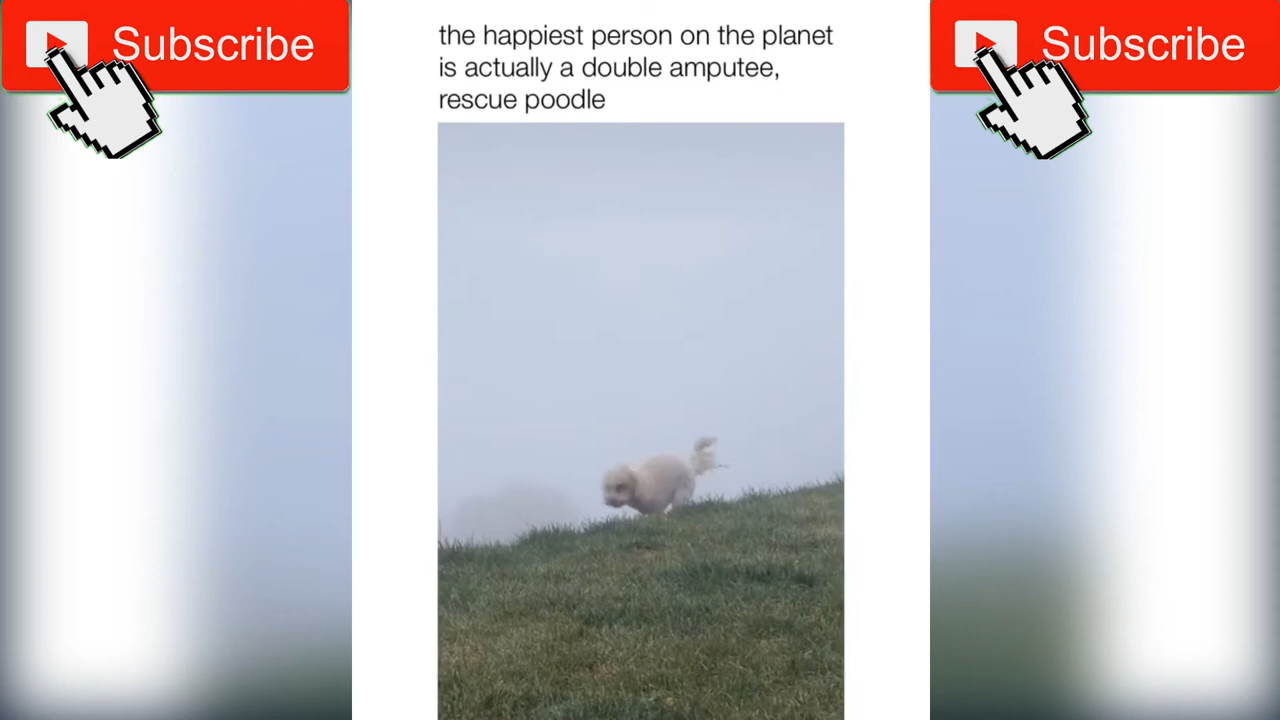 Subscribe
the happiest person on the planet
is actually a double amputee,
rescue poodle
Subscribe